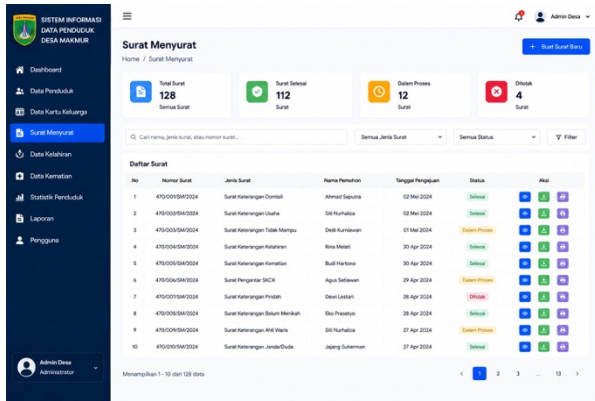 SISTEM INFORMASI
DATA PENDUDUK
DESA MAKMUR
Dashboard
Data Penduduk
Data Kartu Keluarga
Surat Menyurat
Data Kelahiran
Data Kematian
Statistik Penduduk
Laporan
Pengguna
Admin Desa
Administrator
Admin Desa
Surat Menyurat
Home / Surat Menyurat
+ Buat Surat Baru
Total Surat
128
Semua Surat
Surat Selesai
112
Surat
Dalam Proses
12
Surat
Ditolak
4
Surat
Cari nama, jenis surat, atau nomor surat...
Semua Jenis Surat
Semua Status
Filter
Daftar Surat
No Nomor Surat Jenis Surat Nama Pemohon Tanggal Pengajuan Status Aksi
1 470/001/SM/2024 Surat Keterangan Domisili Ahmad Saputra 02 Mei 2024 Selesai
2 470/002/SM/2024 Surat Keterangan Usaha Siti Nurhaliza 02 Mei 2024 Selesai
3 470/003/SM/2024 Surat Keterangan Tidak Mampu Dedi Kurniawan 01 Mei 2024 Dalam Proses
4 470/004/SM/2024 Surat Keterangan Kelahiran Rina Melati 30 Apr 2024 Selesai
5 470/005/SM/2024 Surat Keterangan Kematian Budi Hartono 30 Apr 2024 Selesai
6 470/006/SM/2024 Surat Pengantar SKCK Agus Setiawan 29 Apr 2024 Dalam Proses
7 470/007/SM/2024 Surat Keterangan Pindah Dewi Lestari 28 Apr 2024 Ditolak
8 470/008/SM/2024 Surat Keterangan Belum Menikah Eko Prasetyo 28 Apr 2024 Selesai
9 470/009/SM/2024 Surat Keterangan Ahli Waris Siti Nurhaliza 27 Apr 2024 Dalam Proses
10 470/010/SM/2024 Surat Keterangan Janda/Duda Jajang Suherman 27 Apr 2024 Selesai
Menampilkan 1 - 10 dari 128 data
< 1 2 3 ... 13 >